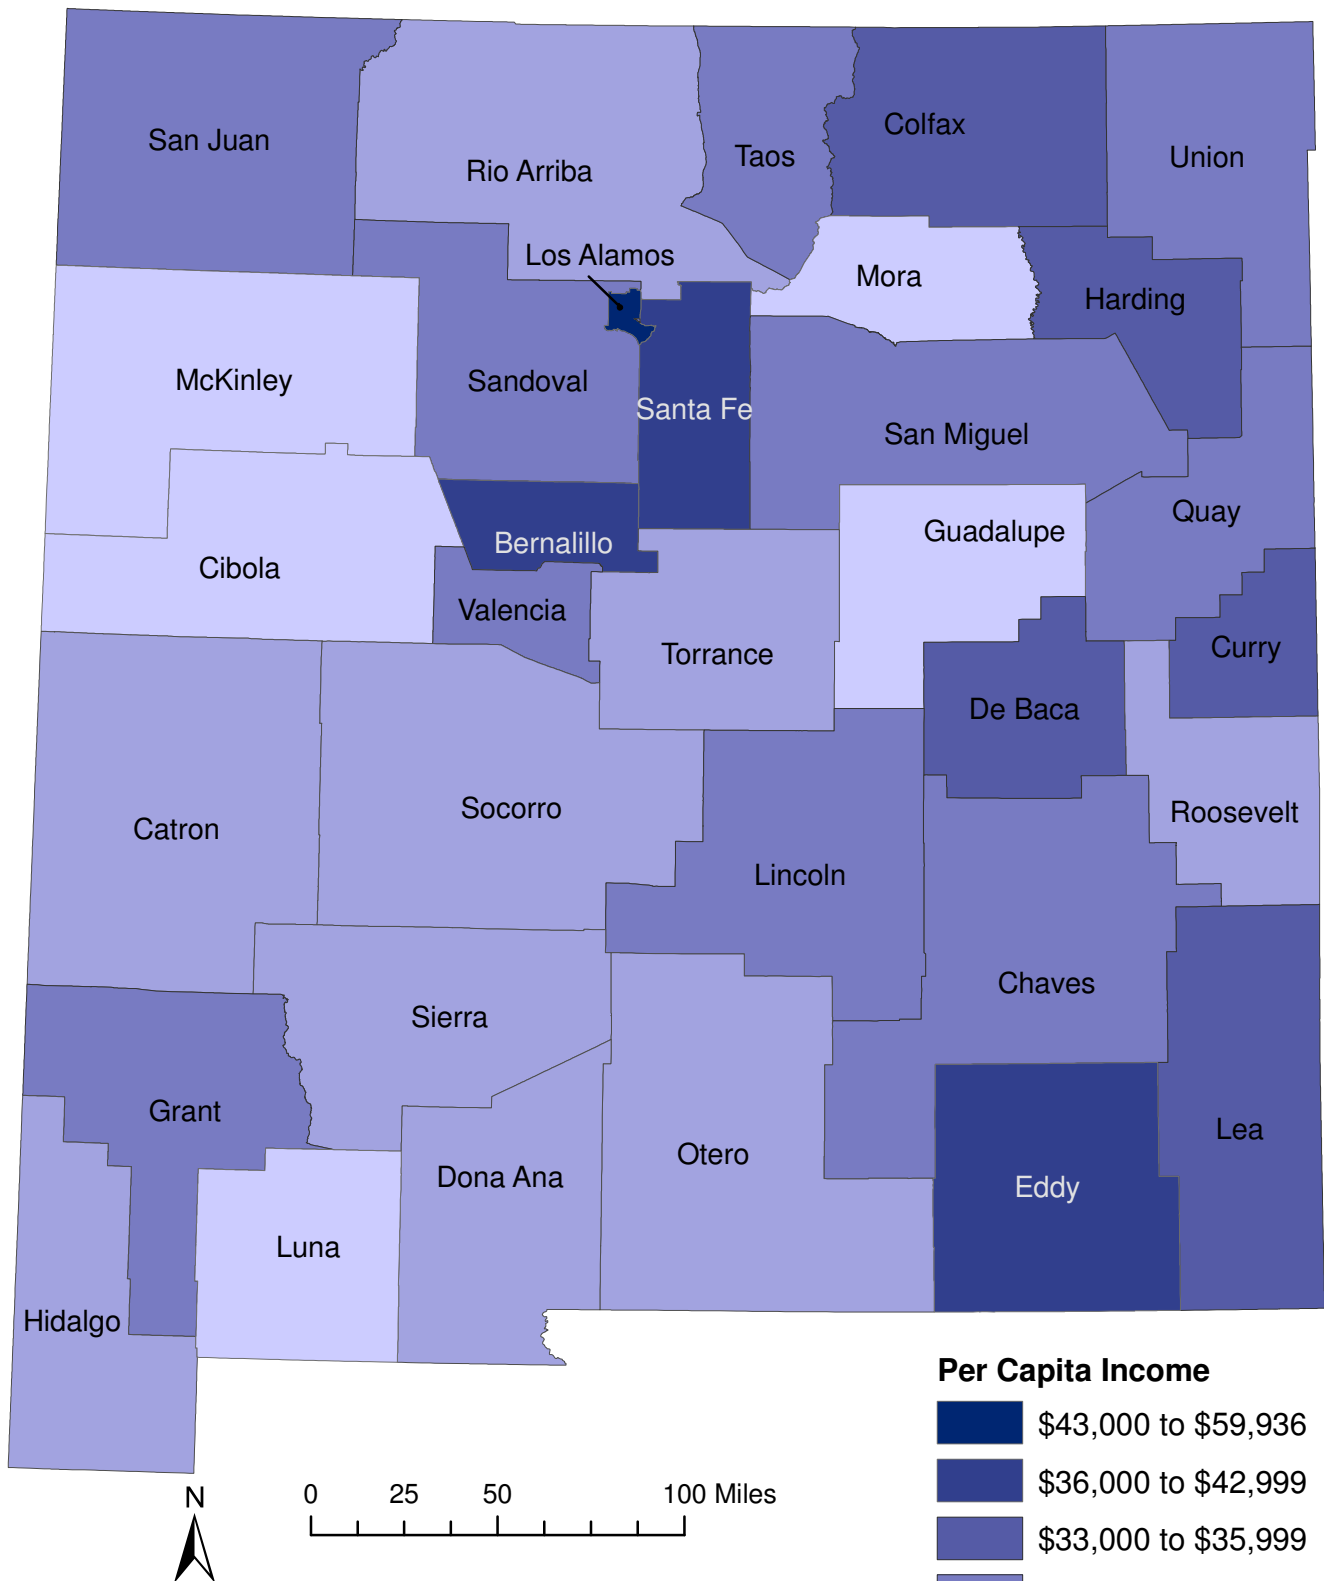 San Juan
Rio Arriba
Taos
Colfax
Union
Los Alamos
Mora
Harding
McKinley
Sandoval
Santa Fe
San Miguel
Quay
Guadalupe
Bernalillo
Cibola
Valencia
Torrance
Curry
De Baca
Catron
Socorro
Roosevelt
Lincoln
Chaves
Sierra
Grant
Otero
Lea
Dona Ana
Eddy
Luna
Hidalgo
Per Capita Income
$43,000 to $59,936
$36,000 to $42,999
$33,000 to $35,999
N
0 25 50 100 Miles